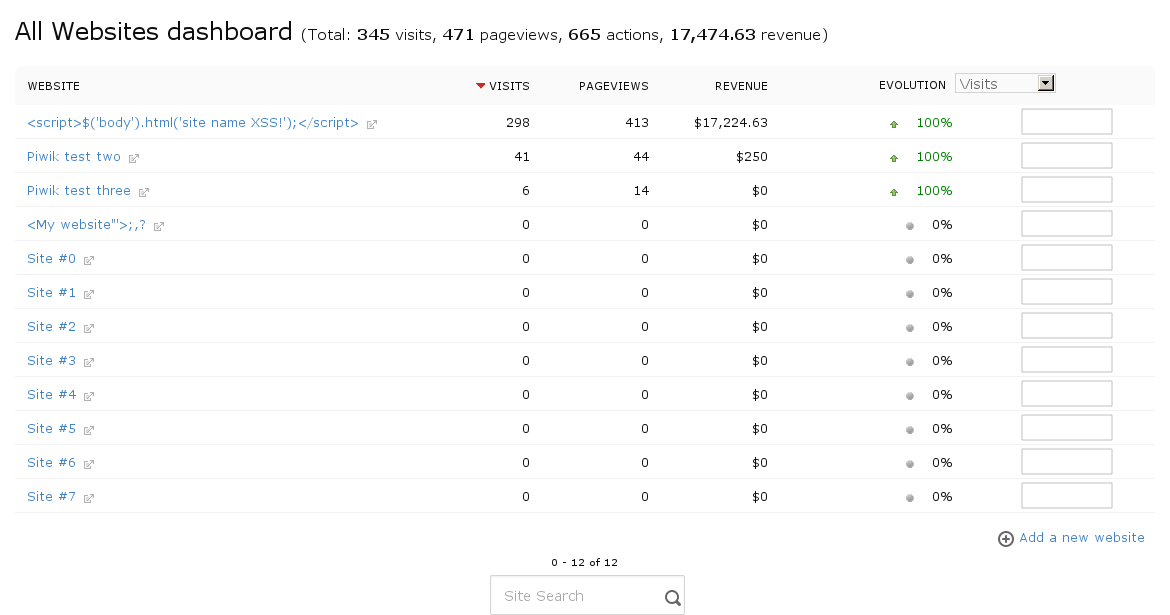 All Websites dashboard (Total: 345 visits, 471 pageviews, 665 actions, 17,474.63 revenue)
WEBSITE VISITS PAGEVIEWS REVENUE EVOLUTION Visits
<script>$('body').html('site name XSS!');</script> 298 413 $17,224.63 100%
Piwik test two 41 44 $250 100%
Piwik test three 6 14 $0 100%
<My website"'>;,? 0 0 $0 0%
Site #0 0 0 $0 0%
Site #1 0 0 $0 0%
Site #2 0 0 $0 0%
Site #3 0 0 $0 0%
Site #4 0 0 $0 0%
Site #5 0 0 $0 0%
Site #6 0 0 $0 0%
Site #7 0 0 $0 0%
Add a new website
0 - 12 of 12
Site Search